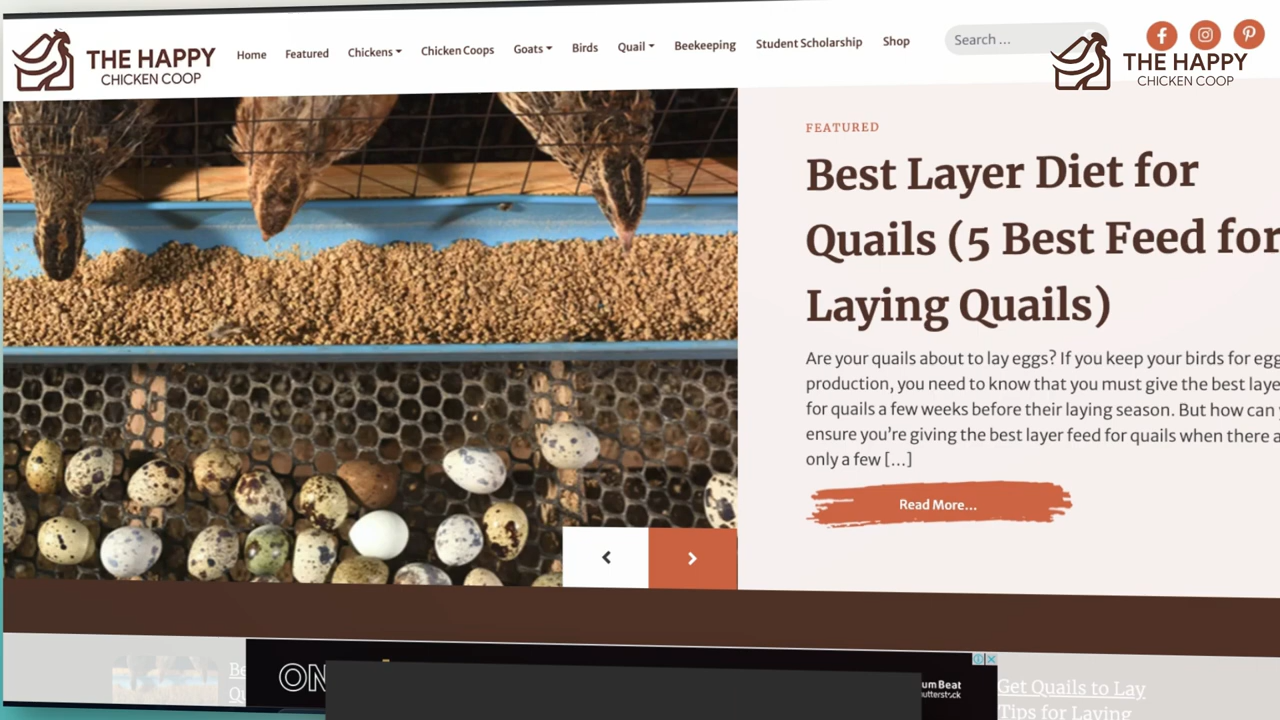 THE HAPPY
CHICKEN COOP
Home
Featured
Chickens
Chicken Coops
Goats
Birds
Quail
Beekeeping
Student Scholarship
Shop
Search ...
THE HAPPY
CHICKEN COOP
FEATURED
Best Layer Diet for
Quails (5 Best Feed for
Laying Quails)
Are your quails about to lay eggs? If you keep your birds for
production, you need to know that you must give the best
for quails a few weeks before their laying season. But how can
ensure you're giving the best layer feed for quails when there
only a few [...]
Read More...
Get Quails to Lay
Tips for Laying